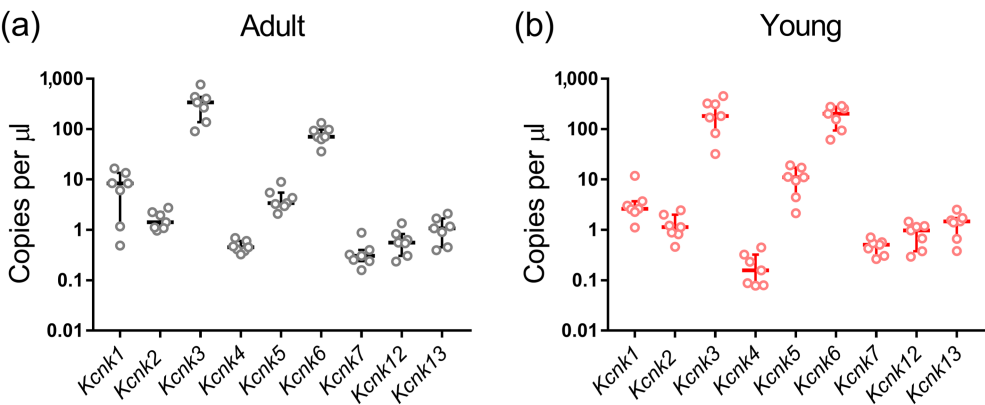 (a) Adult
Copies per µl
1,000
100
10
1
0.1
0.01
Kcnk1 Kcnk2 Kcnk3 Kcnk4 Kcnk5 Kcnk6 Kcnk7 Kcnk12 Kcnk13
(b) Young
Copies per µl
1,000
100
10
1
0.1
0.01
Kcnk1 Kcnk2 Kcnk3 Kcnk4 Kcnk5 Kcnk6 Kcnk7 Kcnk12 Kcnk13